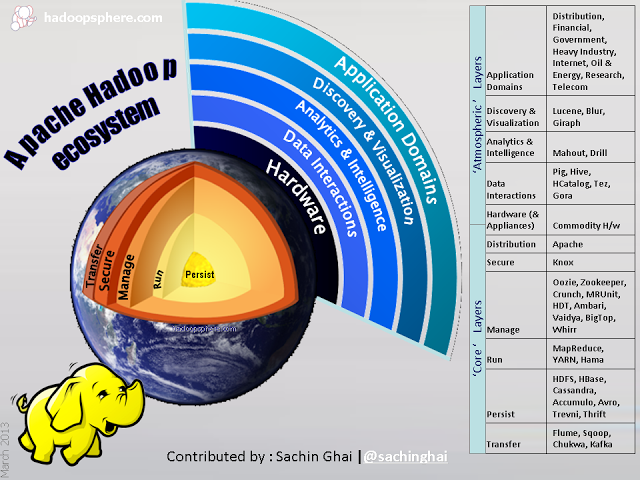 hadoopsphere.com
Apache Hadoop
ecosystem
Application Domains
Discovery & Visualization
Analytics & Intelligence
Data Interactions
Hardware
Transfer
Secure
Manage
Run
Persist
hadoopsphere.com
March 2013
Contributed by : Sachin Ghai | @sachinghai
'Atmospheric' Layers
Application
Domains
Distribution,
Financial,
Government,
Heavy Industry,
Internet, Oil &
Energy, Research,
Telecom
Discovery &
Visualization
Lucene, Blur,
Giraph
Analytics &
Intelligence
Mahout, Drill
Data
Interactions
Pig, Hive,
HCatalog, Tez,
Gora
Hardware (&
Appliances)
Commodity H/w
'Core' Layers
Distribution
Apache
Secure
Knox
Manage
Oozie, Zookeeper,
Crunch, MRUnit,
HDT, Ambari,
Vaidya, BigTop,
Whirr
Run
MapReduce,
YARN, Hama
Persist
HDFS, HBase,
Cassandra,
Accumulo, Avro,
Trevni, Thrift
Transfer
Flume, Sqoop,
Chukwa, Kafka